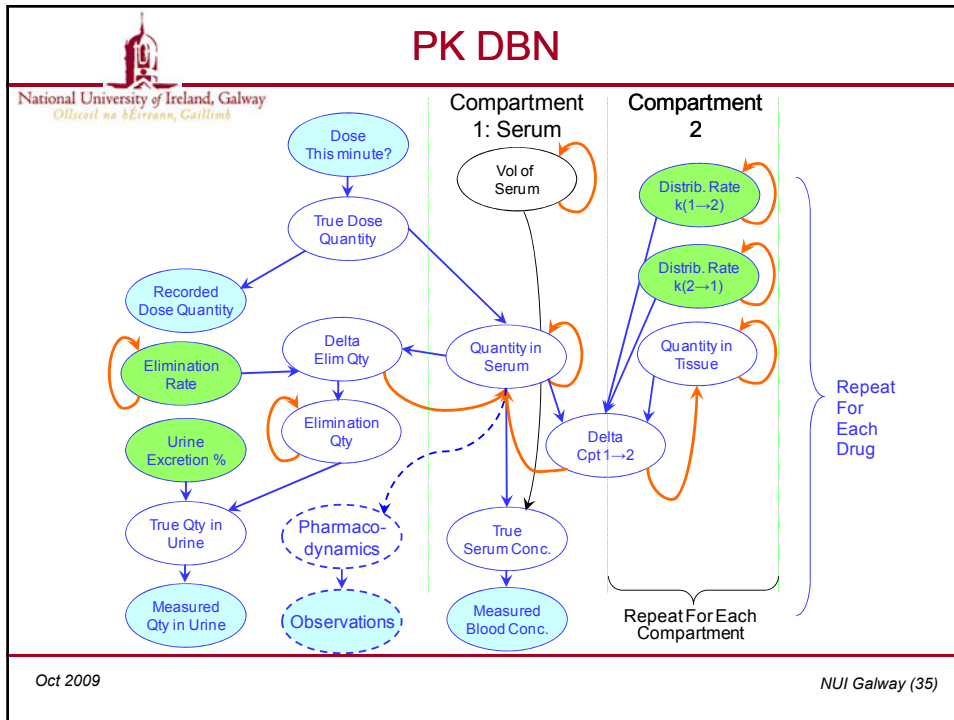 PK DBN
National University of Ireland, Galway
Ollscoil na hÉireann, Gaillimh
Compartment
1: Serum
Compartment
2
Dose
This minute?
Vol of
Serum
Distrib. Rate
k(1→2)
True Dose
Quantity
Distrib. Rate
k(2→1)
Recorded
Dose Quantity
Delta
Elim Qty
Quantity in
Serum
Quantity in
Tissue
Elimination
Rate
Repeat
For
Each
Drug
Elimination
Qty
Delta
Cpt 1→2
Urine
Excretion %
True Qty in
Urine
Pharmaco-
dynamics
True
Serum Conc.
Measured
Qty in Urine
Observations
Measured
Blood Conc.
Repeat For Each
Compartment
Oct 2009
NUI Galway (35)